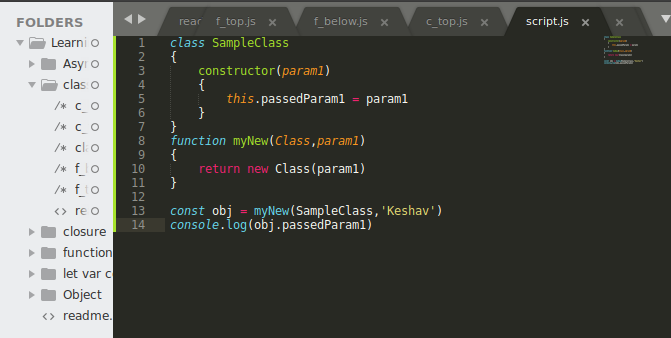 FOLDERS
Learni
Asy
clas
/* c_
/* c_
/* cl
/* f_
/* f_
<> re
closure
function
let var c
Object
<> readme.
rear
f_top.js
f_below.js
c_top.js
script.js
1 class SampleClass
2 {
3 constructor(param1)
4 {
5 this.passedParam1 = param1
6 }
7 }
8 function myNew(Class,param1)
9 {
10 return new Class(param1)
11 }
12
13 const obj = myNew(SampleClass,'Keshav')
14 console.log(obj.passedParam1)